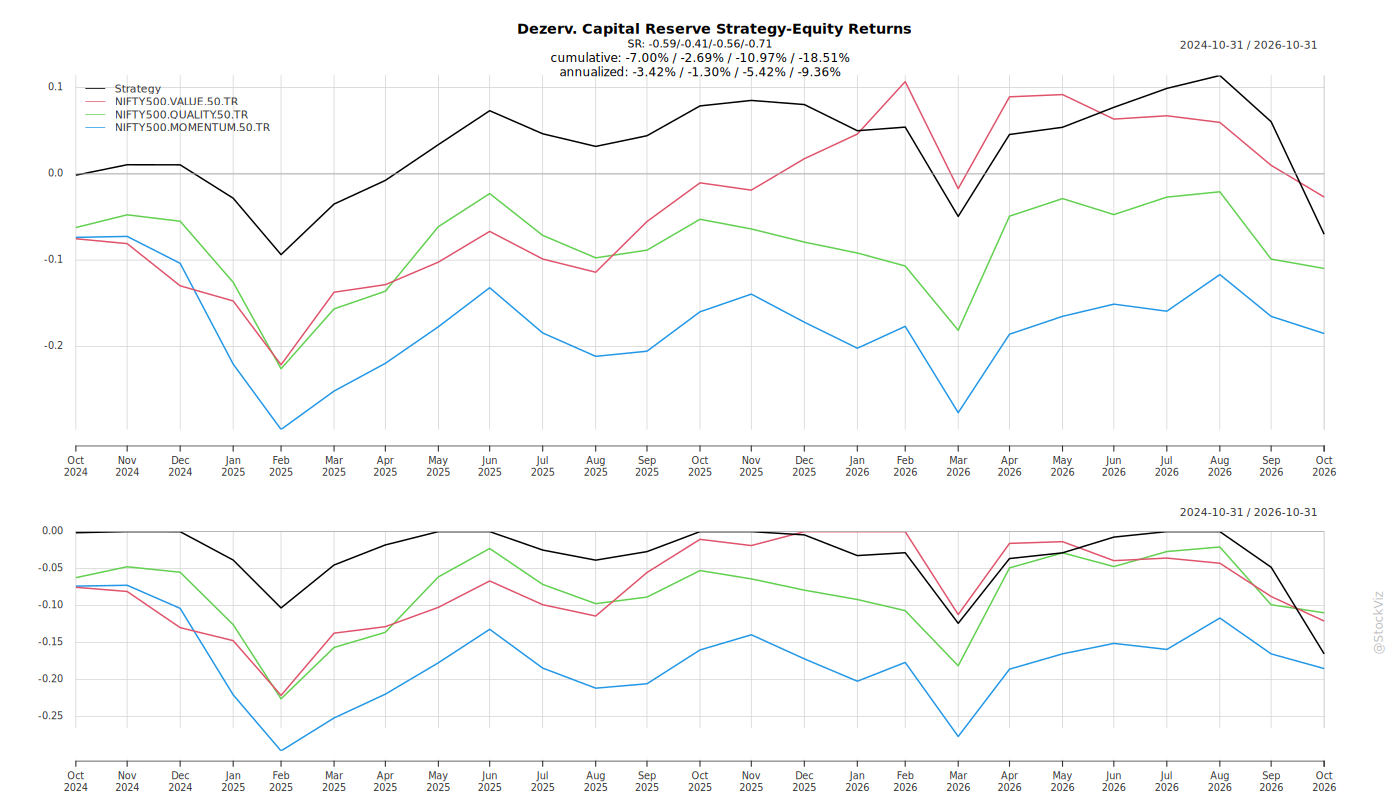 Dezerv. Capital Reserve Strategy-Equity Returns
SR: -0.59/-0.41/-0.56/-0.71
cumulative: -7.00% / -2.69% / -10.97% / -18.51%
annualized: -3.42% / -1.30% / -5.42% / -9.36%
2024-10-31 / 2026-10-31
Strategy
NIFTY500.VALUE.50.TR
NIFTY500.QUALITY.50.TR
NIFTY500.MOMENTUM.50.TR
0.1
0.0
-0.1
-0.2
Oct Nov Dec Jan Feb Mar Apr May Jun Jul Aug Sep Oct Nov Dec Jan Feb Mar Apr May Jun Jul Aug Sep Oct
2024 2024 2024 2025 2025 2025 2025 2025 2025 2025 2025 2025 2025 2025 2025 2026 2026 2026 2026 2026 2026 2026 2026 2026 2026
2024-10-31 / 2026-10-31
0.00
-0.05
-0.10
-0.15
-0.20
-0.25
Oct Nov Dec Jan Feb Mar Apr May Jun Jul Aug Sep Oct Nov Dec Jan Feb Mar Apr May Jun Jul Aug Sep Oct
2024 2024 2024 2025 2025 2025 2025 2025 2025 2025 2025 2025 2025 2025 2025 2026 2026 2026 2026 2026 2026 2026 2026 2026 2026
@StockViz